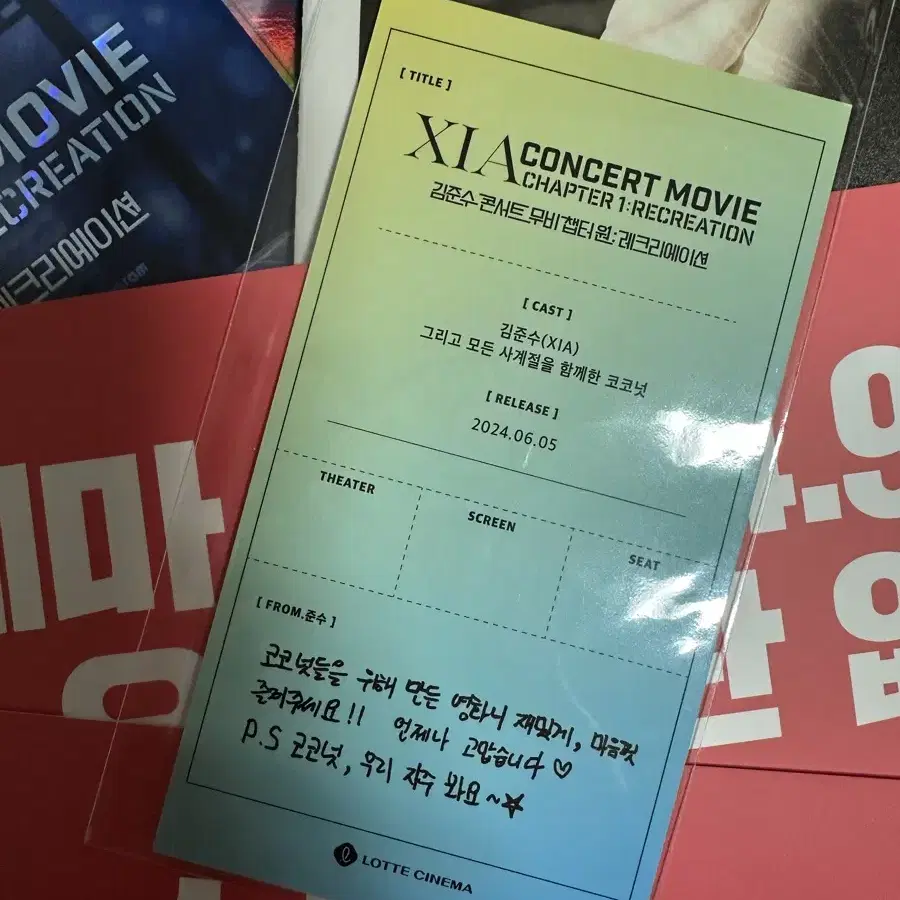 MOVIE
RECREATION
레크리에이션
[ TITLE ]
XIA CONCERT MOVIE
CHAPTER 1:RECREATION
김준수 콘서트 무비 챕터 원: 레크리에이션
[ CAST ]
김준수(XIA)
그리고 모든 사계절을 함께한 코코넛
[ RELEASE ]
2024.06.05
THEATER
SCREEN
SEAT
[ FROM.준수 ]
코코넛들을 위해 만든 영화니 재밌게, 마음껏
즐겨주세요!! 언제나 고맙습니다♡
P.S 코코넛, 우리 자주 봐요~☆
LOTTE CINEMA